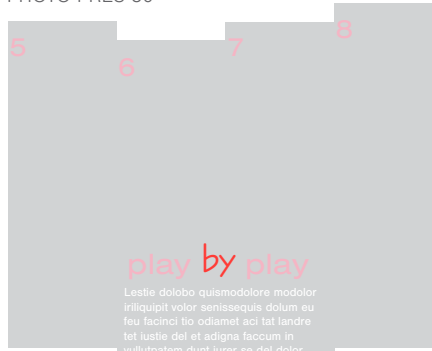 5
6
7
8
play by play
Lestie dolobo quismodolore modolor
iriliquipit volor senissequis dolum eu
feu facinci tio odiamet aci tat landre
tet iustie del et adigna faccum in